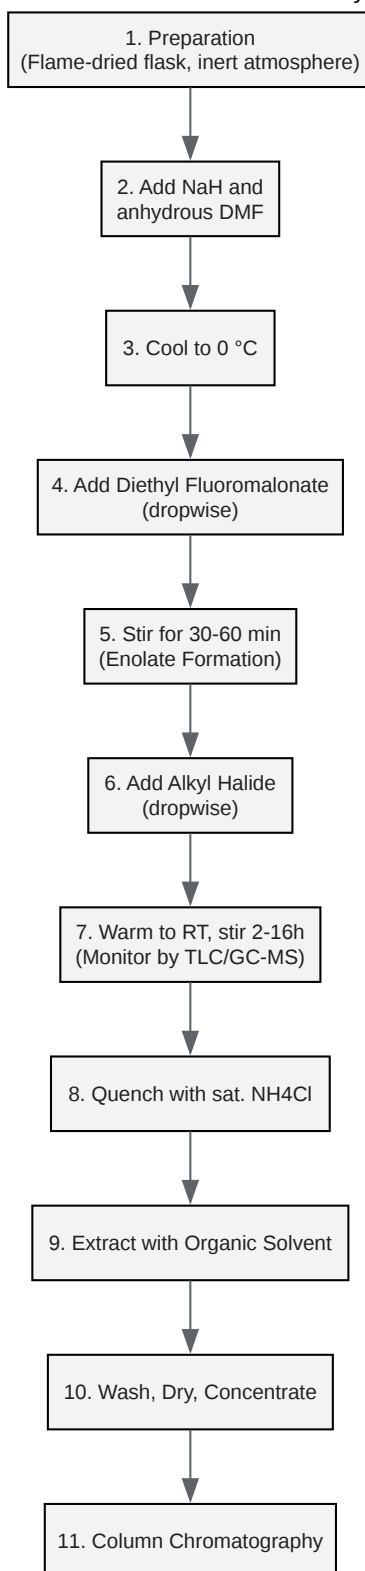 1. Preparation
(Flame-dried flask, inert atmosphere)
2. Add NaH and
anhydrous DMF
3. Cool to 0 °C
4. Add Diethyl Fluoromalonate
(dropwise)
5. Stir for 30-60 min
(Enolate Formation)
6. Add Alkyl Halide
(dropwise)
7. Warm to RT, stir 2-16h
(Monitor by TLC/GC-MS)
8. Quench with sat. NH4Cl
9. Extract with Organic Solvent
10. Wash, Dry, Concentrate
11. Column Chromatography